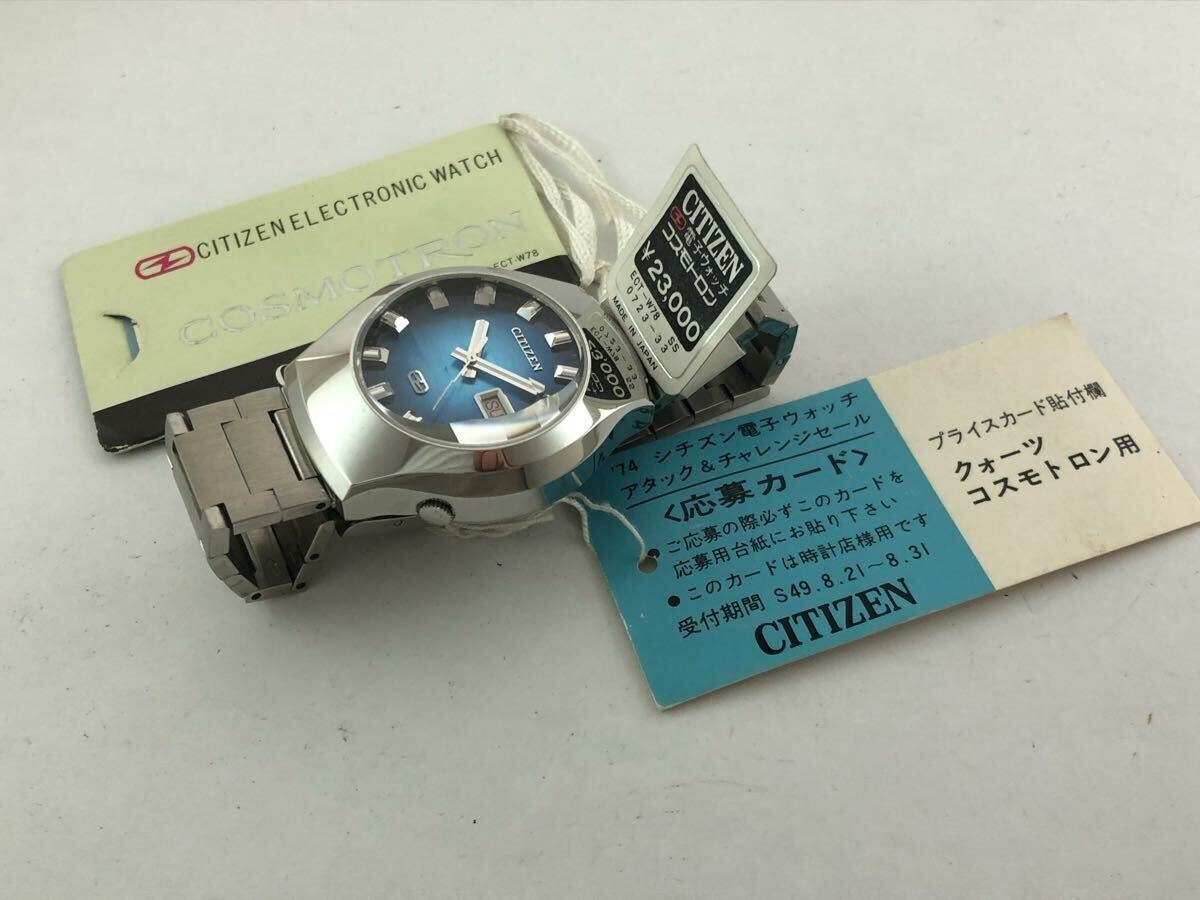 CITIZEN ELECTRONIC WATCH
COSMOTRON
ECT-W78
CITIZEN
SU
CITIZEN
電子ウォッチ
コスモトロン
¥23,000
ECT-W78 SS
0723-33
MADE IN JAPAN
'74 シチズン電子ウォッチ
アタック&チャレンジセール
<応募カード>
●ご応募の際必ずこのカードを
応募用台紙にお貼り下さい
●このカードは時計店様用です
受付期間 S49.8.21〜8.31
CITIZEN
プライスカード貼付欄
クォーツ
コスモトロン用